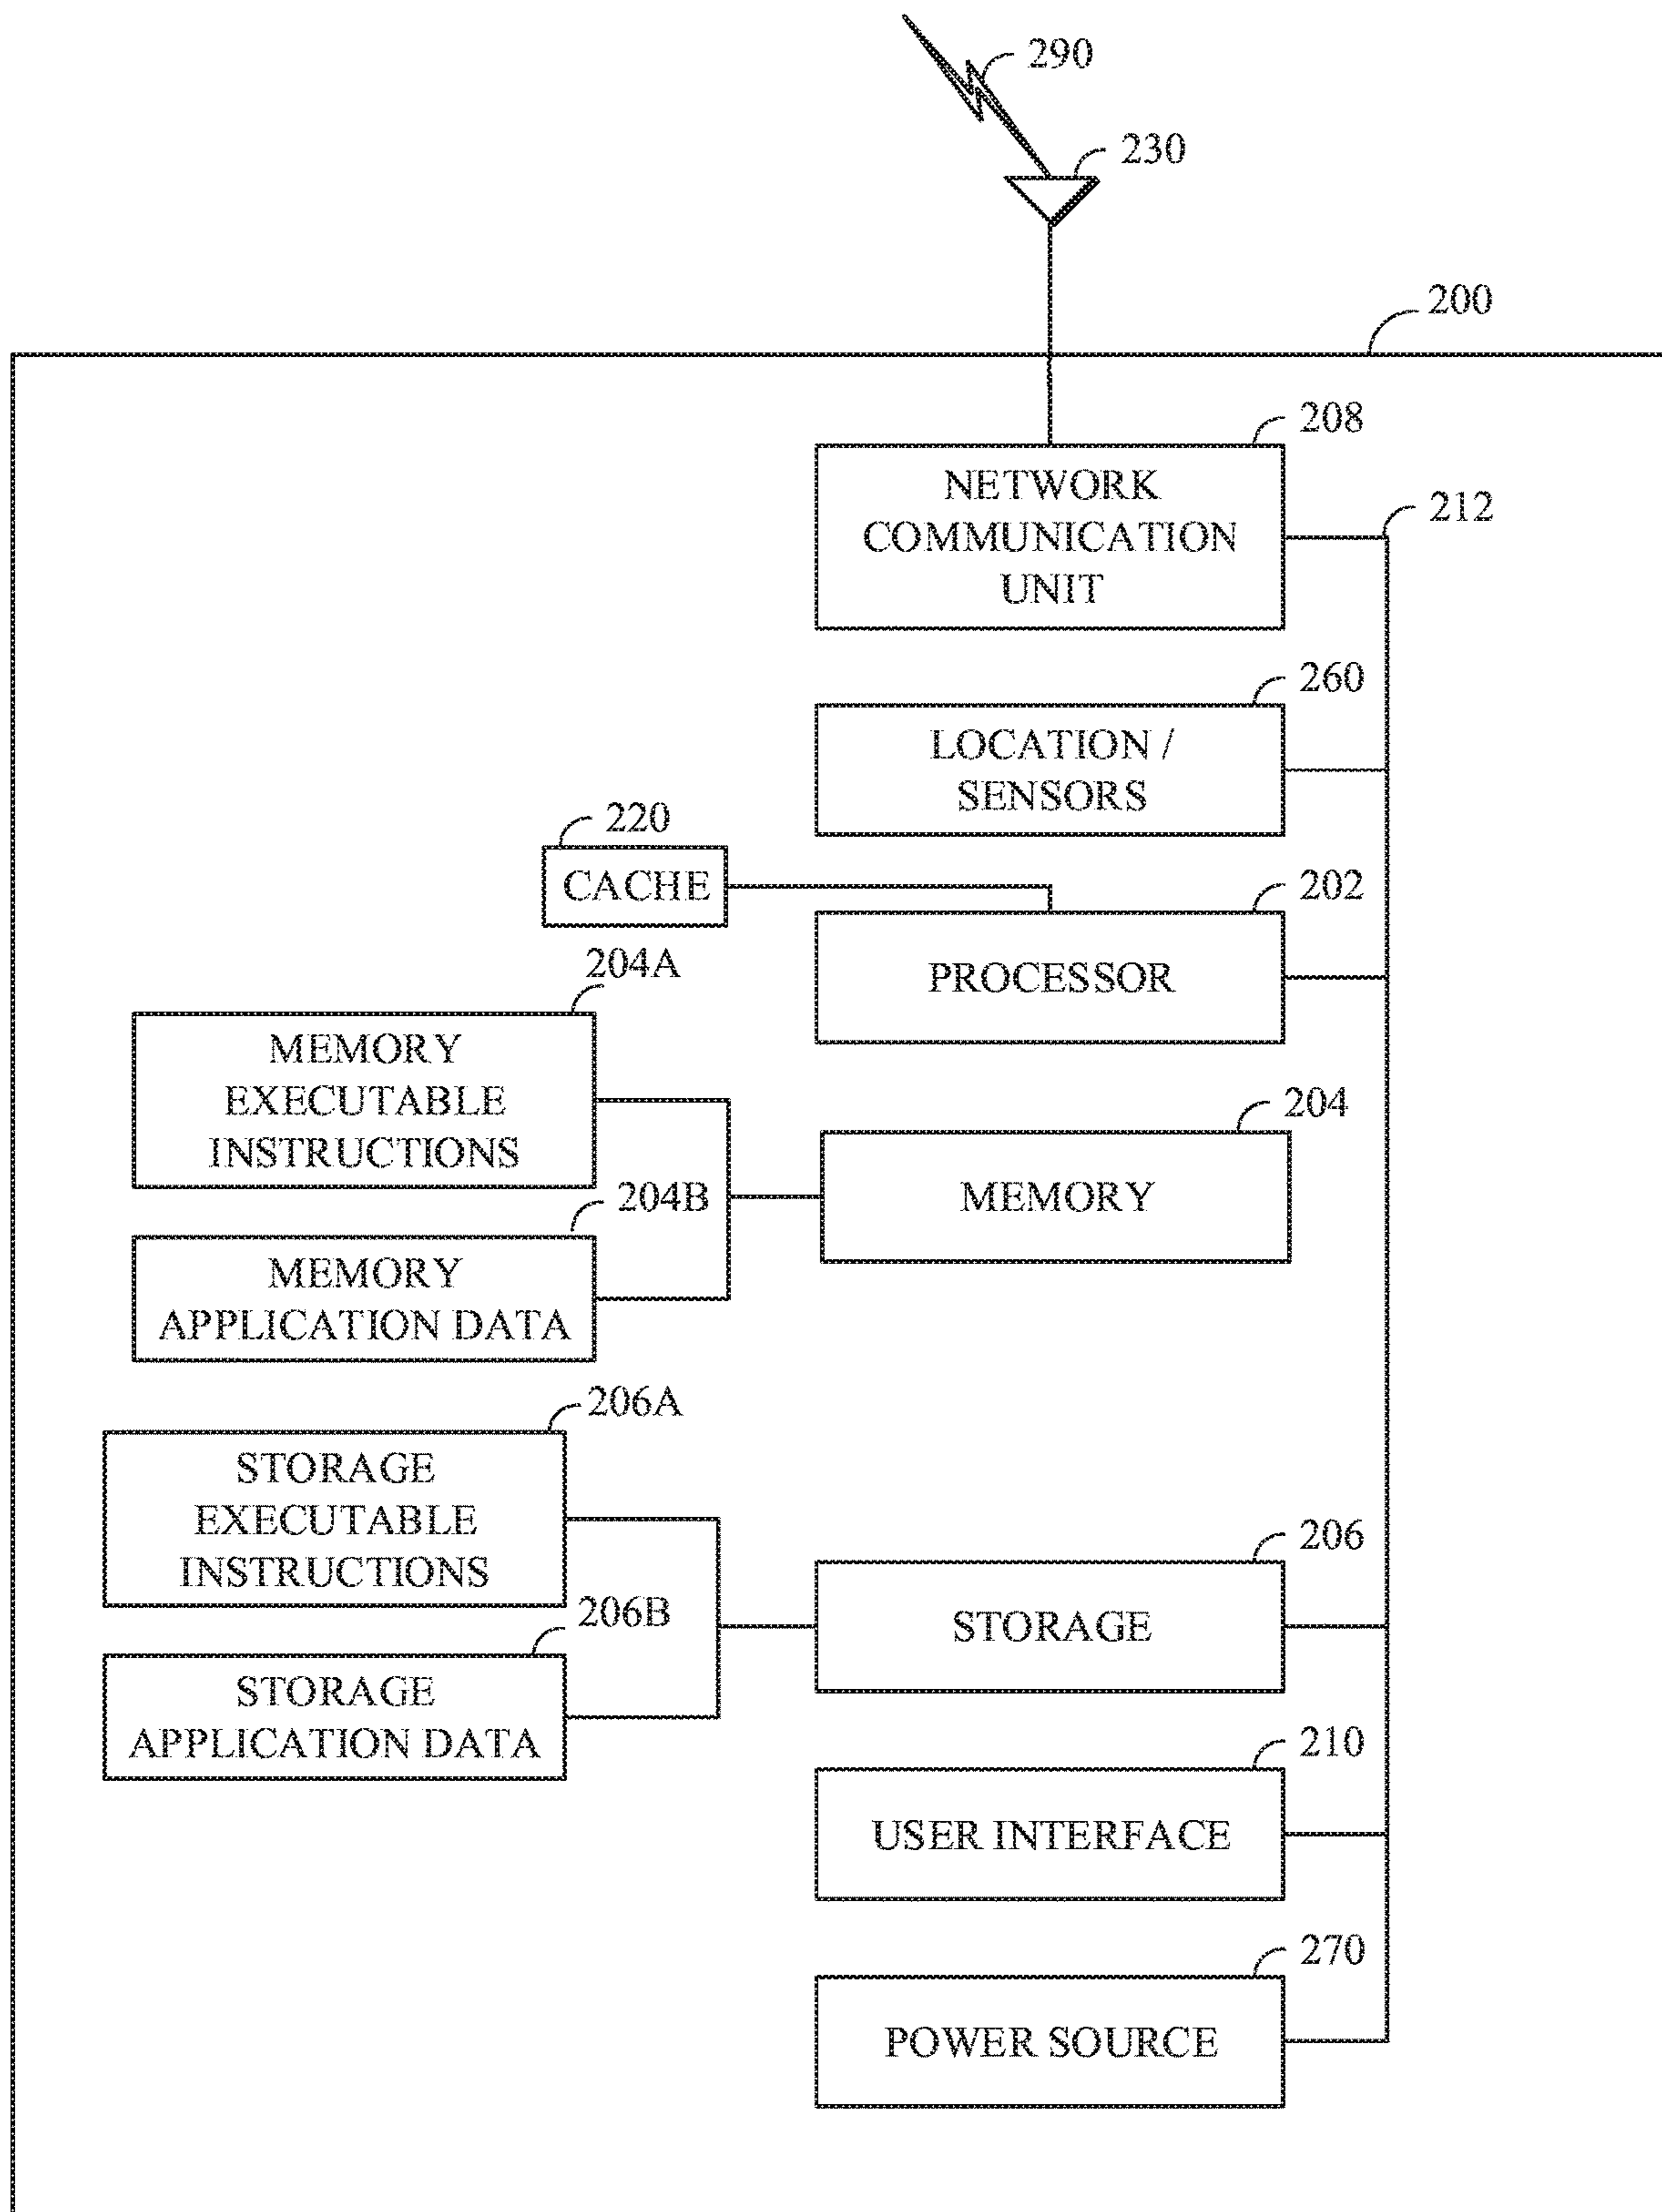 290
230
200
208
NETWORK
COMMUNICATION
UNIT
212
260
LOCATION /
SENSORS
220
CACHE
202
PROCESSOR
204A
MEMORY
EXECUTABLE
INSTRUCTIONS
204
MEMORY
204B
MEMORY
APPLICATION DATA
206A
STORAGE
EXECUTABLE
INSTRUCTIONS
206
STORAGE
206B
STORAGE
APPLICATION DATA
210
USER INTERFACE
270
POWER SOURCE